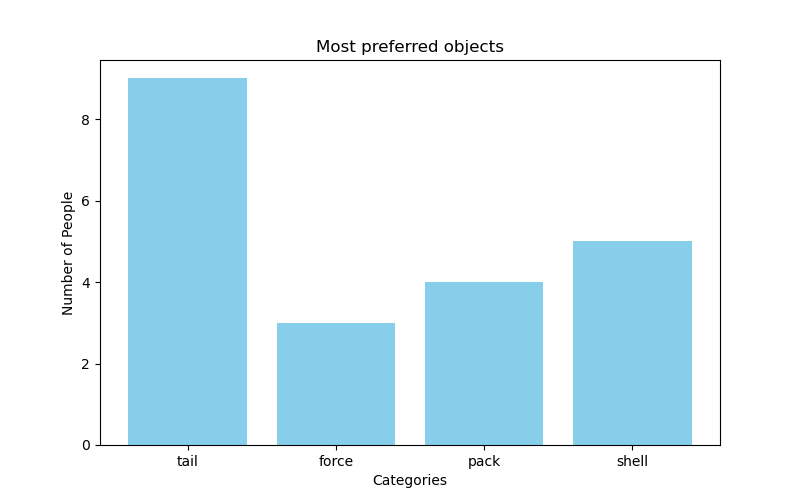 Most preferred objects
Number of People
8
6
4
2
0
tail force pack shell
Categories